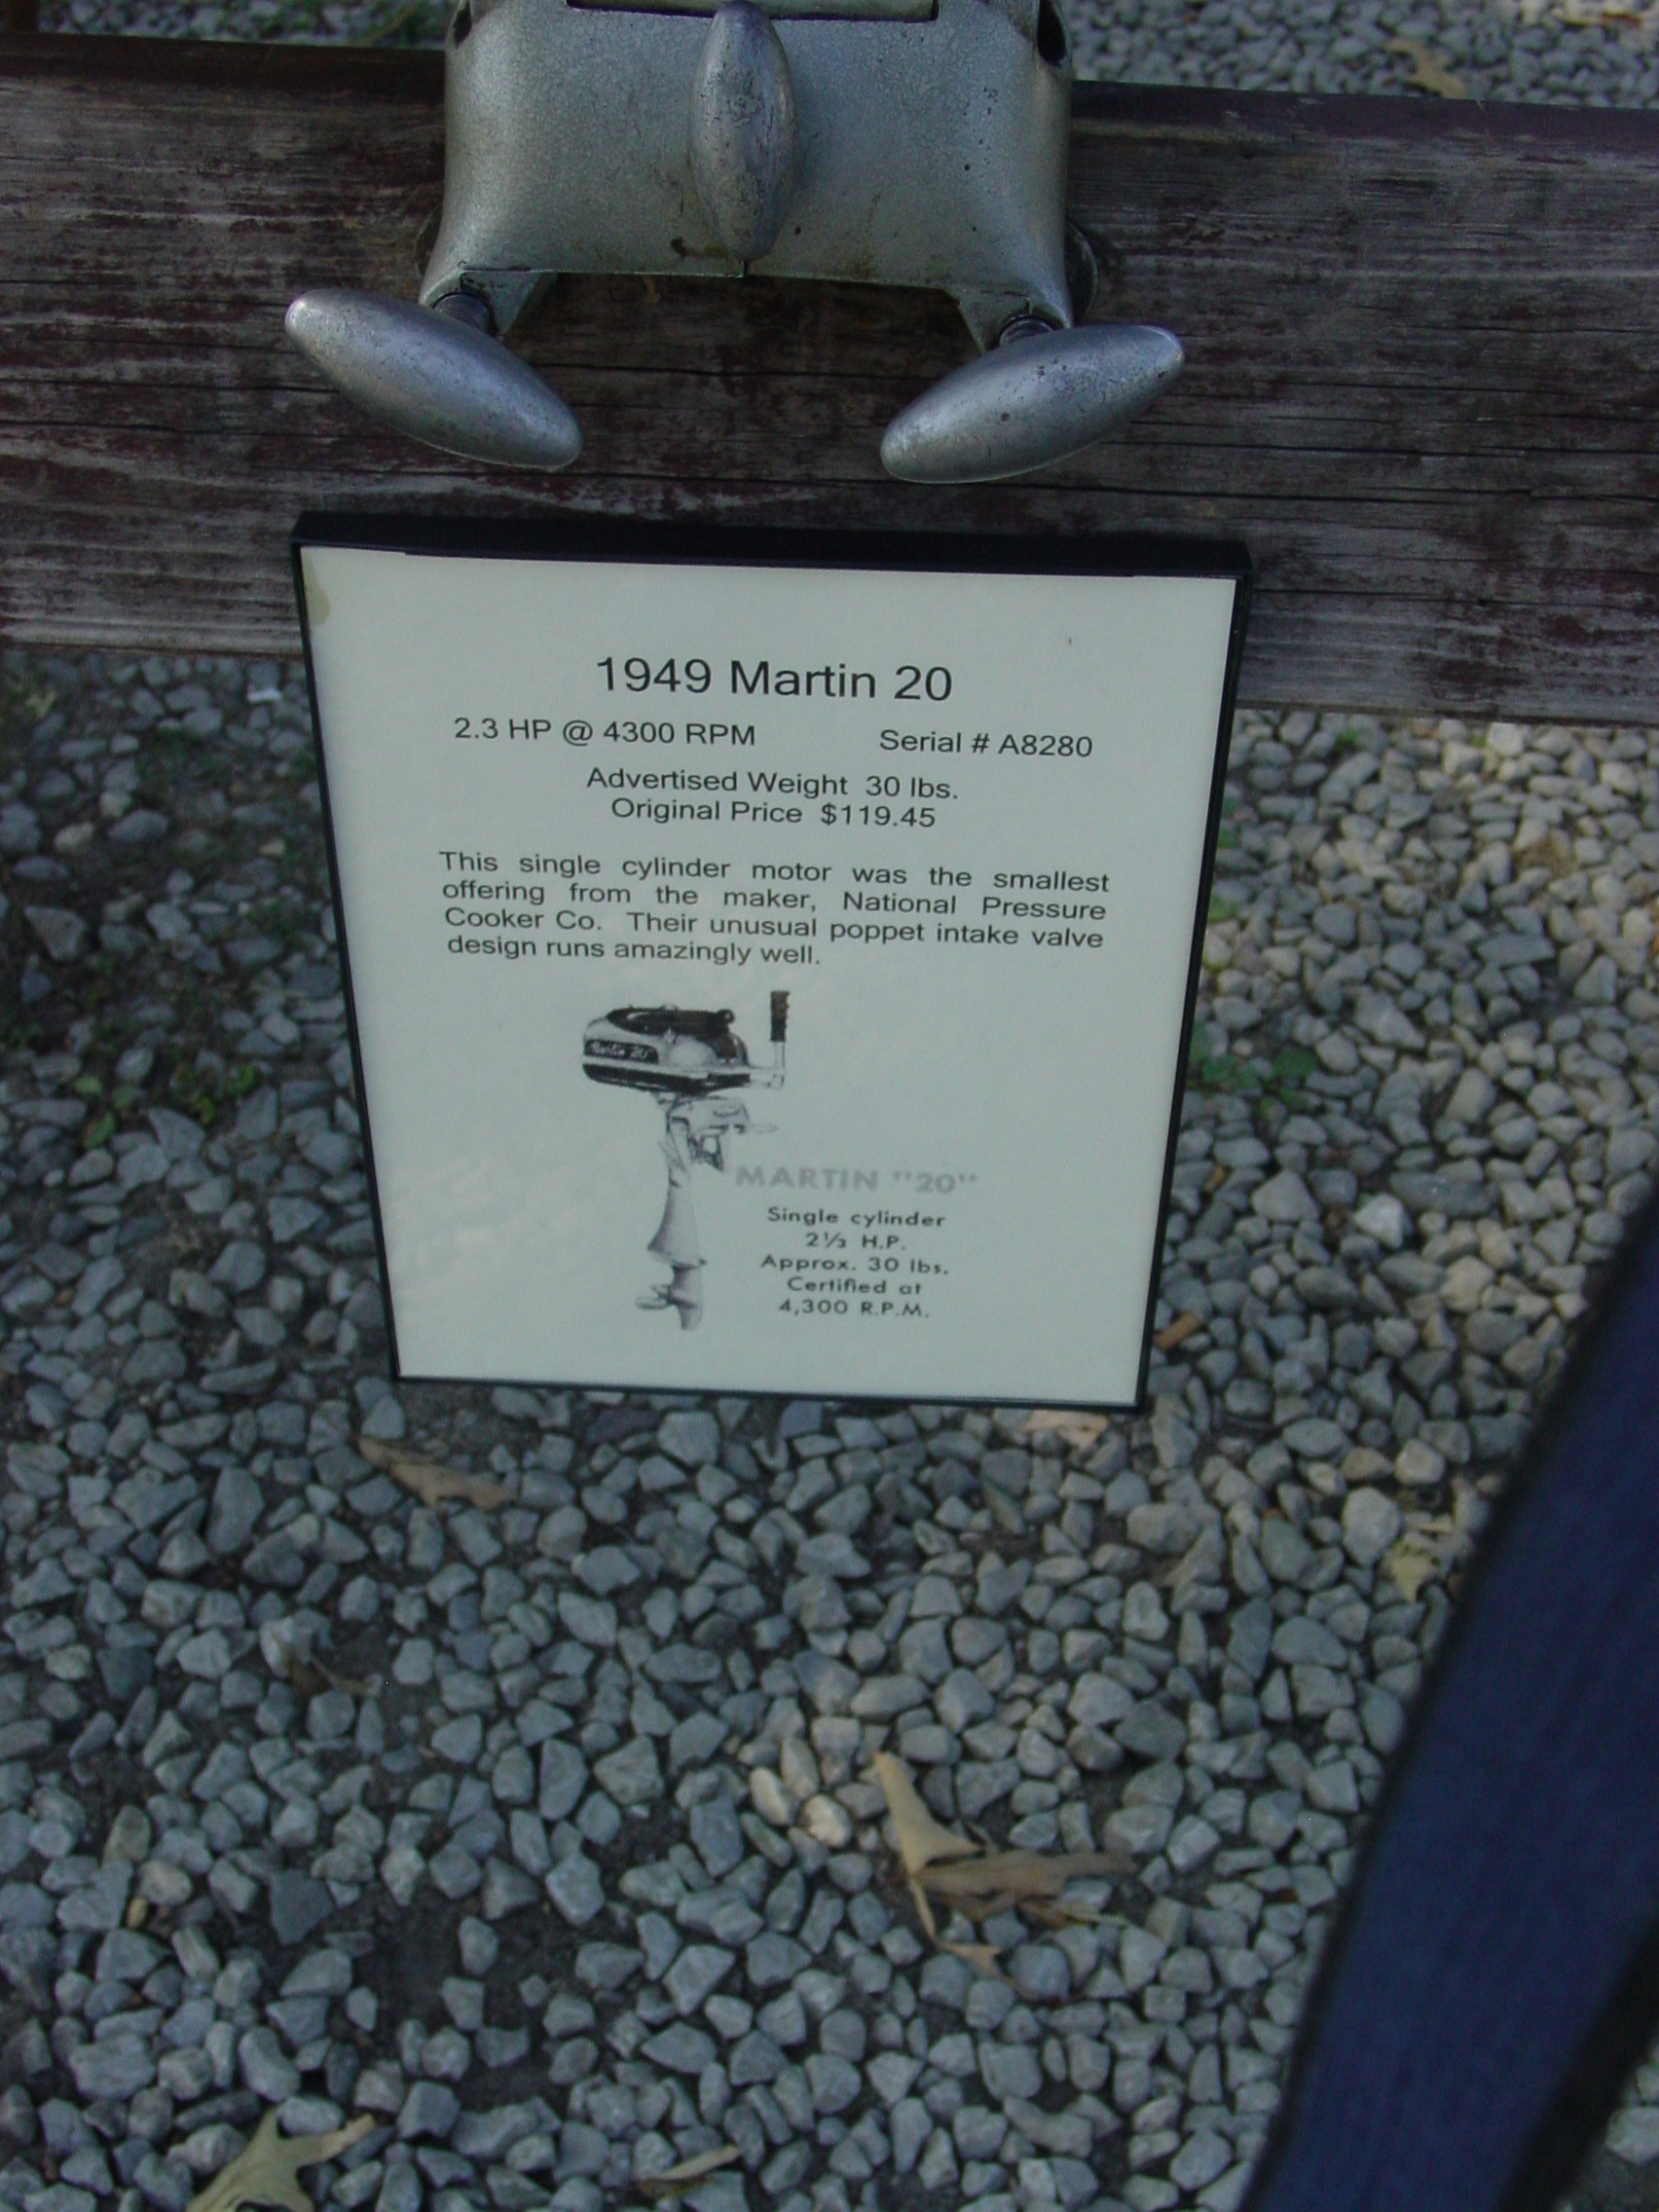 1949 Martin 20
2.3 HP @ 4300 RPM Serial # A8280
Advertised Weight 30 lbs.
Original Price $119.45
This single cylinder motor was the smallest
offering from the maker, National Pressure
Cooker Co. Their unusual poppet intake valve
design runs amazingly well.
Martin 20
MARTIN "20"
Single cylinder
2⅓ H.P.
Approx. 30 lbs.
Certified at
4,300 R.P.M.